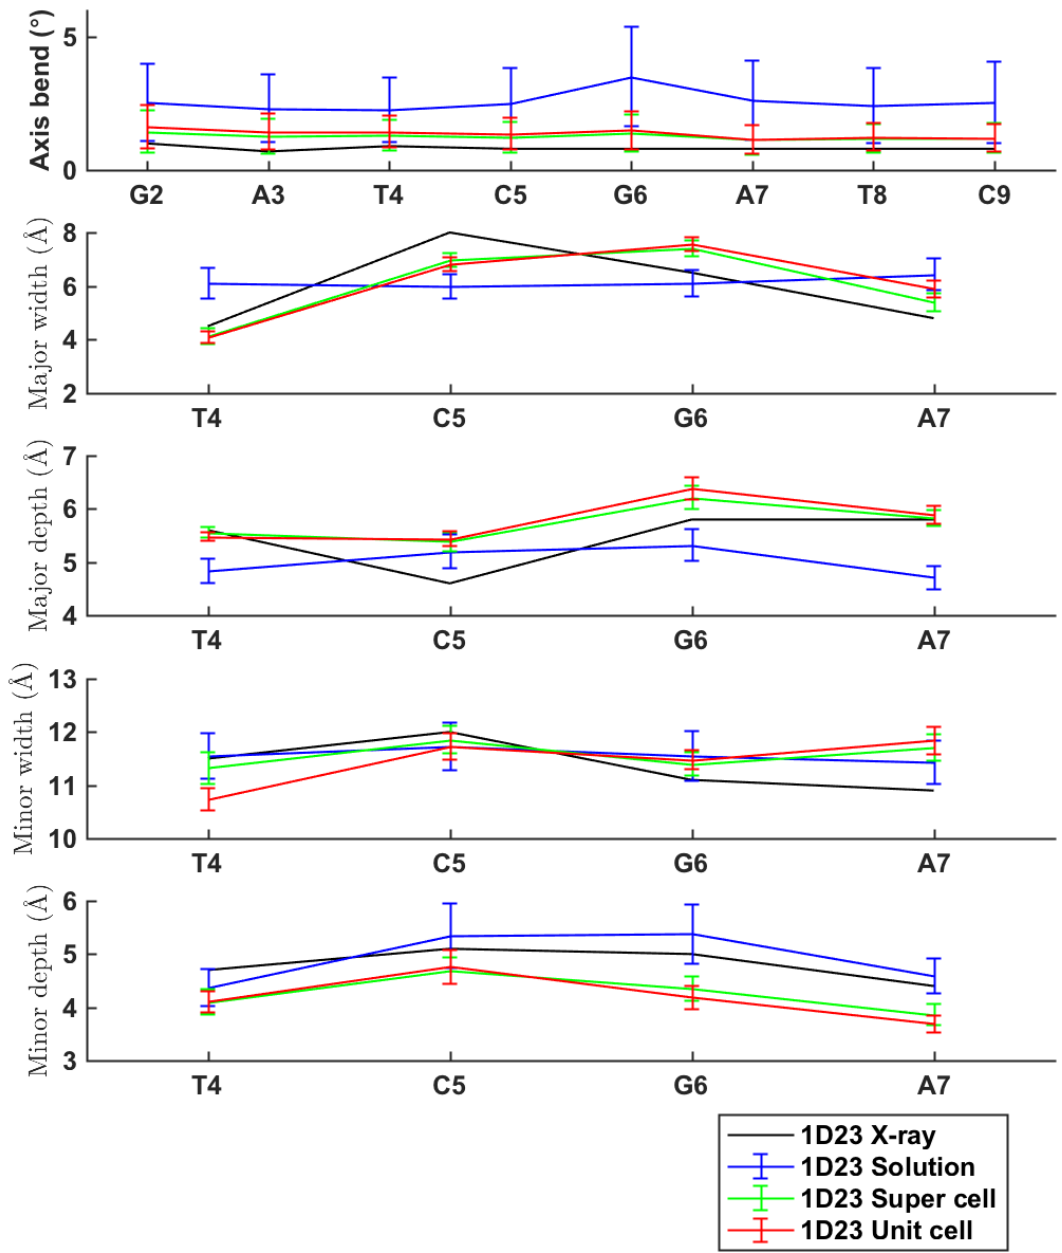 Axis bend (°)
5
0
G2 A3 T4 C5 G6 A7 T8 C9
Major width (Å)
8
6
4
2
T4 C5 G6 A7
Major depth (Å)
7
6
5
4
T4 C5 G6 A7
Minor width (Å)
13
12
11
10
T4 C5 G6 A7
Minor depth (Å)
6
5
4
3
T4 C5 G6 A7
1D23 X-ray
1D23 Solution
1D23 Super cell
1D23 Unit cell